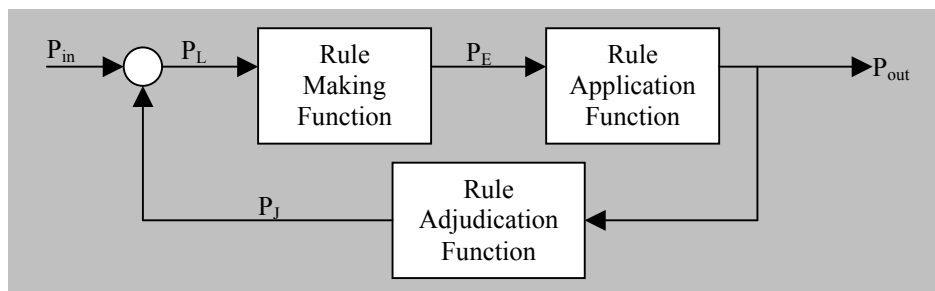 P_in
P_L
Rule
Making
Function
P_E
Rule
Application
Function
P_out
Rule
Adjudication
Function
P_J